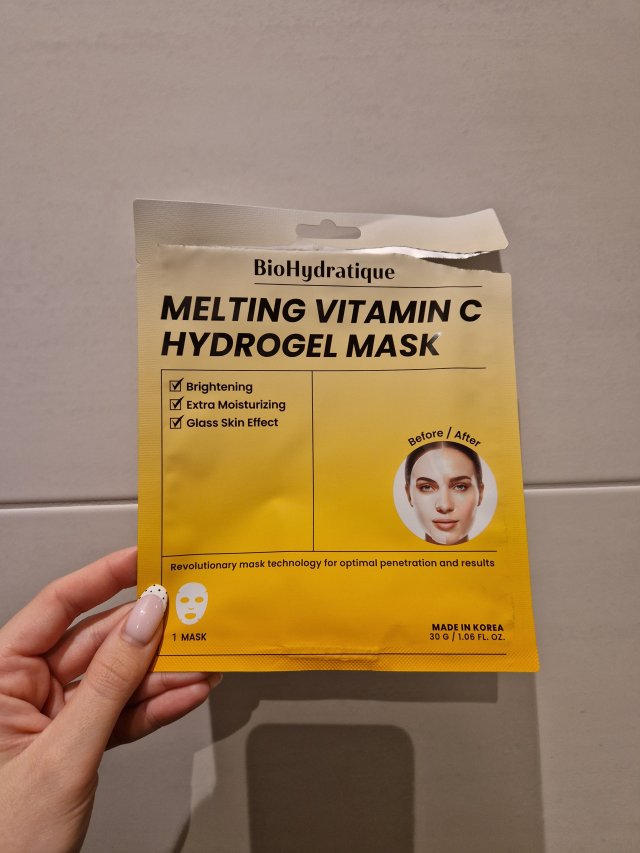 BioHydratique
MELTING VITAMIN C
HYDROGEL MASK
Brightening
Extra Moisturizing
Glass Skin Effect
Before / After
Revolutionary mask technology for optimal penetration and results
1 MASK
MADE IN KOREA
30 G / 1.06 FL. OZ.